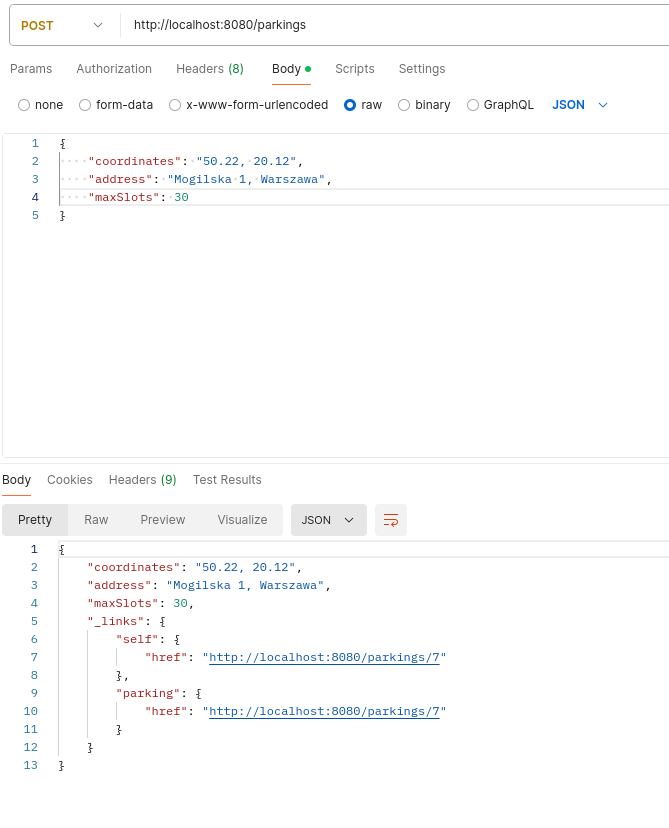 POST http://localhost:8080/parkings
Params Authorization Headers (8) Body Scripts Settings
none form-data x-www-form-urlencoded raw binary GraphQL JSON
1 {
2 ····"coordinates":·"50.22,·20.12",
3 ····"address":·"Mogilska·1,·Warszawa",
4 ····"maxSlots":·30
5 }
Body Cookies Headers (9) Test Results
Pretty Raw Preview Visualize JSON
1 {
2 "coordinates": "50.22, 20.12",
3 "address": "Mogilska 1, Warszawa",
4 "maxSlots": 30,
5 "_links": {
6 "self": {
7 "href": "http://localhost:8080/parkings/7"
8 },
9 "parking": {
10 "href": "http://localhost:8080/parkings/7"
11 }
12 }
13 }